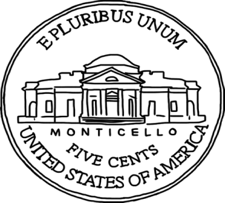 E PLURIBUS UNUM
MONTICELLO
FIVE CENTS
UNITED STATES OF AMERICA